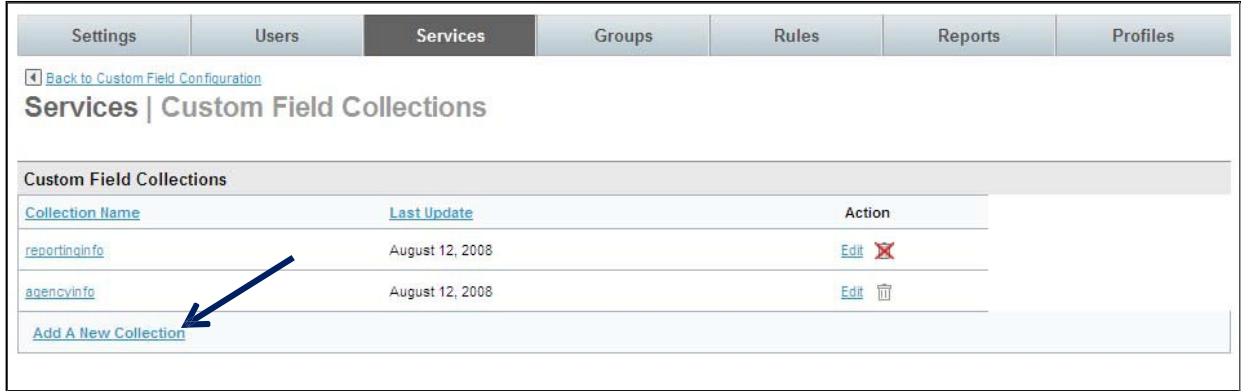 Settings Users Services Groups Rules Reports Profiles
Back to Custom Field Configuration
Services | Custom Field Collections
Custom Field Collections
Collection Name Last Update Action
reportinginfo August 12, 2008 Edit
agencyinfo August 12, 2008 Edit
Add A New Collection